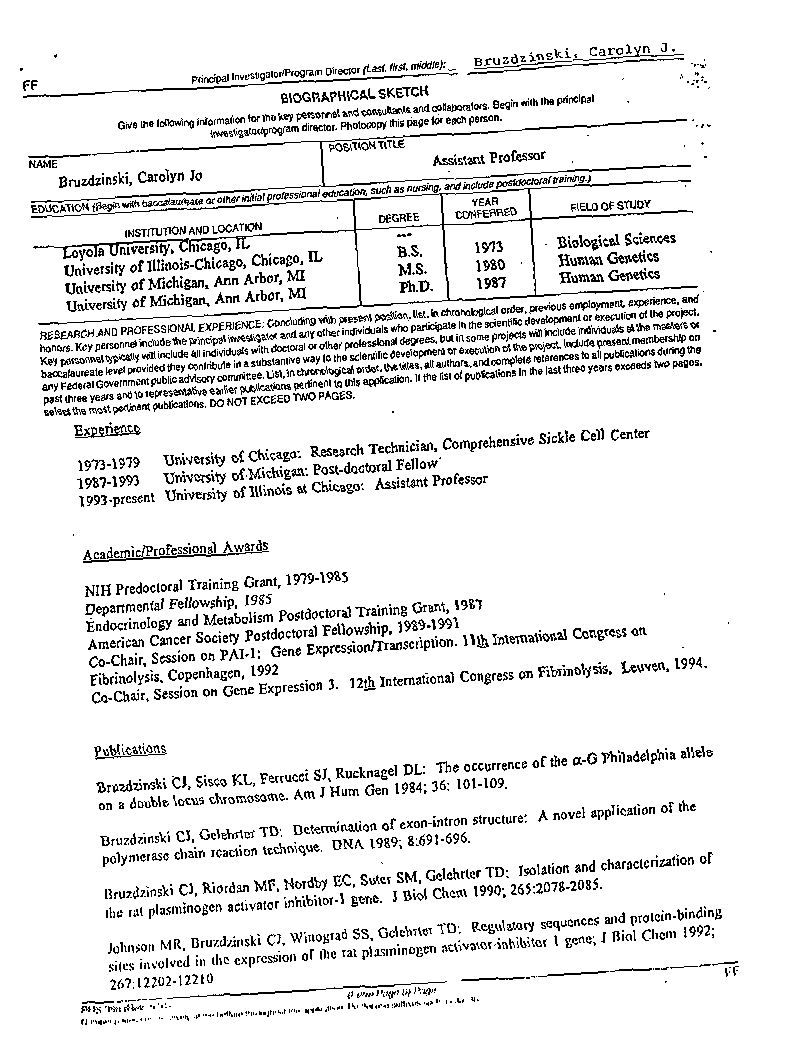 Bruzdzinski, Carolyn J.
FF
Principal Investigator/Program Director (Last, first, middle):
BIOGRAPHICAL SKETCH
Give the following information for the key personnel and consultants and collaborators. Begin with the principal
investigator/program director. Photocopy this page for each person.
NAME
POSITION TITLE
Bruzdzinski, Carolyn Jo
Assistant Professor
EDUCATION (Begin with baccalaureate or other initial professional education, such as nursing, and include postdoctoral training.)
INSTITUTION AND LOCATION DEGREE YEAR CONFERRED FIELD OF STUDY
Loyola University, Chicago, IL ---
University of Illinois-Chicago, Chicago, IL B.S. 1973 Biological Sciences
University of Michigan, Ann Arbor, MI M.S. 1980 Human Genetics
University of Michigan, Ann Arbor, MI Ph.D. 1987 Human Genetics
RESEARCH AND PROFESSIONAL EXPERIENCE: Concluding with present position, list, in chronological order, previous employment, experience, and
honors. Key personnel include the principal investigator and any other individuals who participate in the scientific development or execution of the project.
Key personnel typically will include all individuals with doctoral or other professional degrees, but in some projects will include individuals at the masters or
baccalaureate level provided they contribute in a substantive way to the scientific development or execution of the project. Include present membership on
any Federal Government public advisory committee. List, in chronological order, the titles, all authors, and complete references to all publications during the
past three years and to representative earlier publications pertinent to this application. If the list of publications in the last three years exceeds two pages,
select the most pertinent publications. DO NOT EXCEED TWO PAGES.
Experience
1973-1979 University of Chicago: Research Technician, Comprehensive Sickle Cell Center
1987-1993 University of Michigan: Post-doctoral Fellow
1993-present University of Illinois at Chicago: Assistant Professor
Academic/Professional Awards
NIH Predoctoral Training Grant, 1979-1985
Departmental Fellowship, 1985
Endocrinology and Metabolism Postdoctoral Training Grant, 1987
American Cancer Society Postdoctoral Fellowship, 1989-1991
Co-Chair, Session on PAI-1: Gene Expression/Transcription. 11th International Congress on
Fibrinolysis, Copenhagen, 1992
Co-Chair, Session on Gene Expression 3. 12th International Congress on Fibrinolysis, Leuven, 1994.
Publications
Bruzdzinski CJ, Sisco KL, Ferrucci SJ, Rucknagel DL: The occurrence of the α-G Philadelphia allele
on a double locus chromosome. Am J Hum Gen 1984; 36: 101-109.
Bruzdzinski CJ, Gelehrter TD: Determination of exon-intron structure: A novel application of the
polymerase chain reaction technique. DNA 1989; 8:691-696.
Bruzdzinski CJ, Riordan MF, Nordby EC, Suter SM, Gelehrter TD: Isolation and characterization of
the rat plasminogen activator inhibitor-1 gene. J Biol Chem 1990; 265:2078-2085.
Johnson MR, Bruzdzinski CJ, Winograd SS, Gelehrter TD: Regulatory sequences and protein-binding
sites involved in the expression of the rat plasminogen activator-inhibitor 1 gene; J Biol Chem 1992;
267:12202-12210
FF